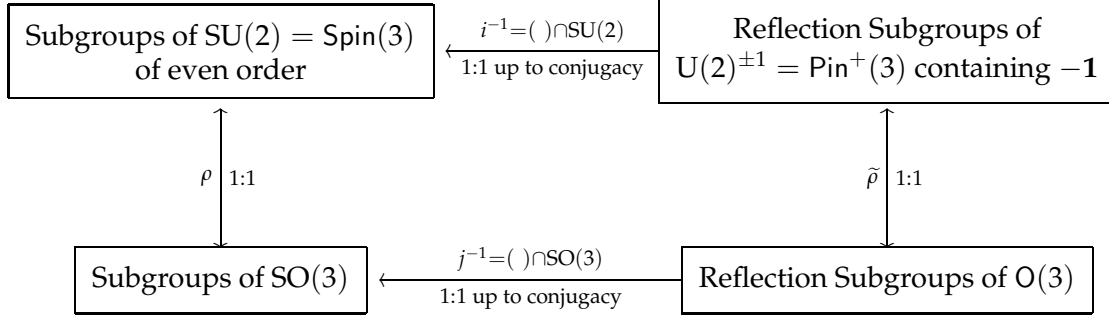 Subgroups of SU(2) = Spin(3)
of even order
i⁻¹=( )∩SU(2)
1:1 up to conjugacy
Reflection Subgroups of
U(2)^{±1} = Pin⁺(3) containing −1
ρ 1:1
ρ̃ 1:1
Subgroups of SO(3)
j⁻¹=( )∩SO(3)
1:1 up to conjugacy
Reflection Subgroups of O(3)